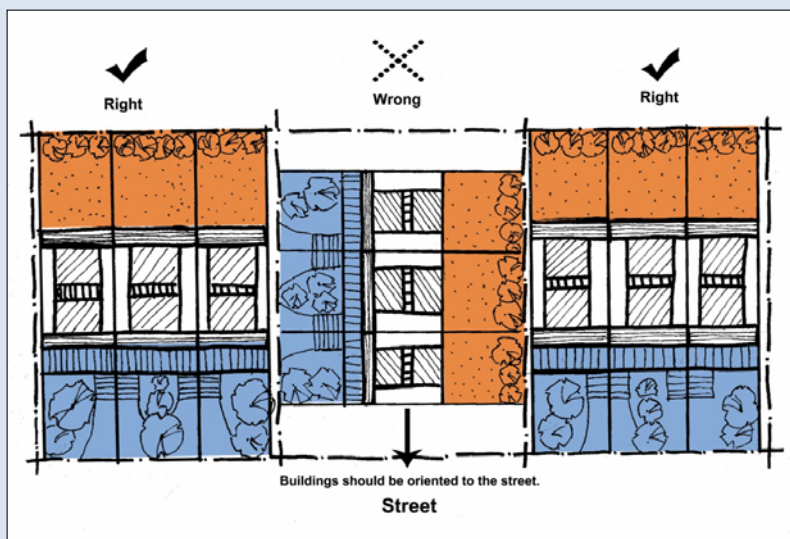 Right
Wrong
Right
Buildings should be oriented to the street.
Street